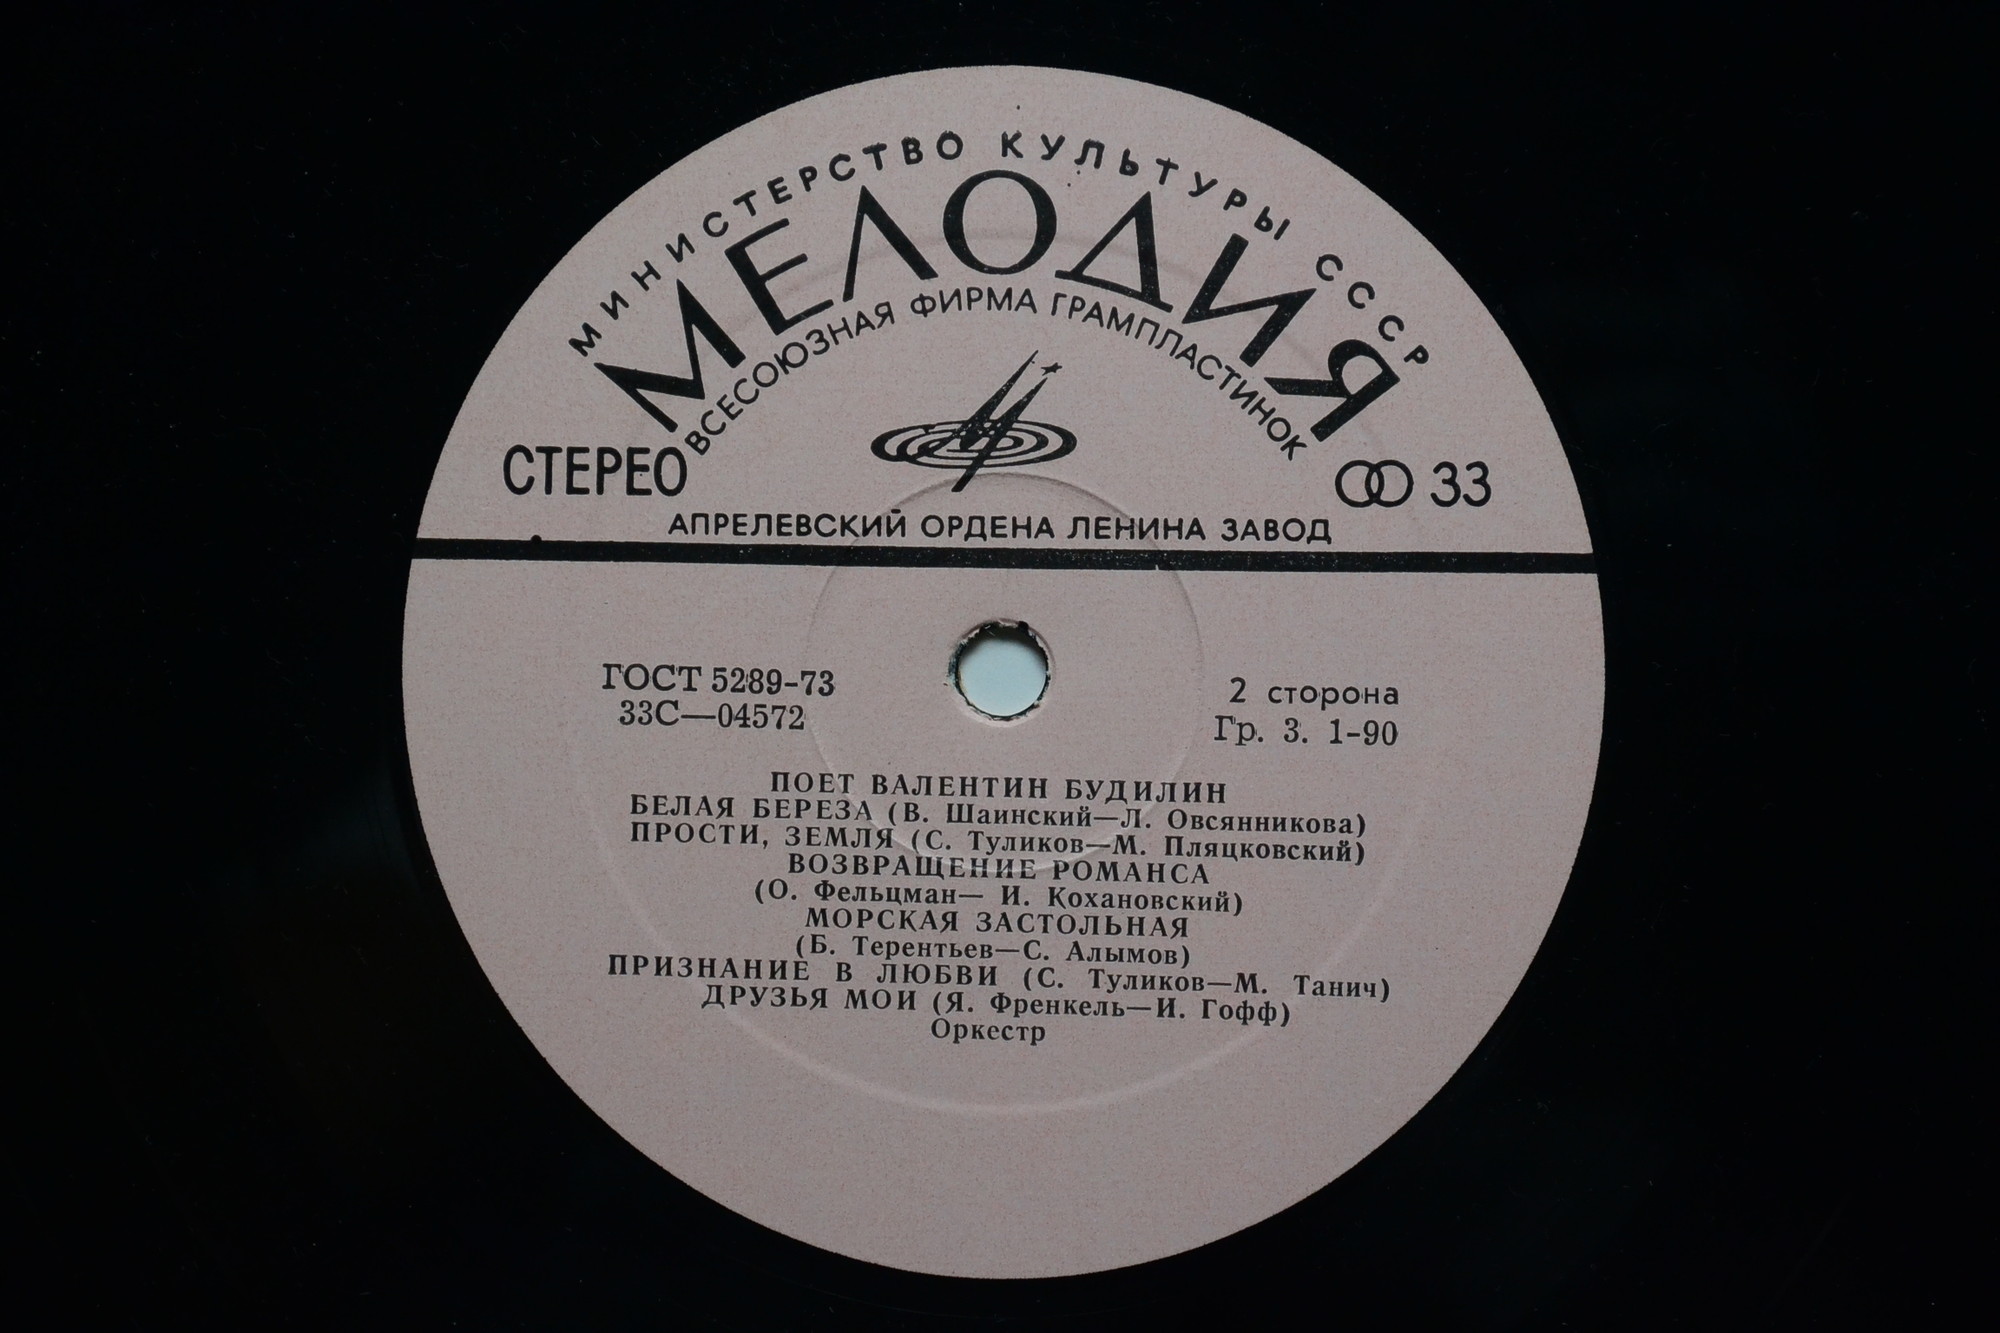 МИНИСТЕРСТВО КУЛЬТУРЫ СССР
МЕЛОДИЯ
ВСЕСОЮЗНАЯ ФИРМА ГРАМПЛАСТИНОК
СТЕРЕО
33
АПРЕЛЕВСКИЙ ОРДЕНА ЛЕНИНА ЗАВОД
ГОСТ 5289-73
33С—04572
2 сторона
Гр. 3. 1-90
ПОЕТ ВАЛЕНТИН БУДИЛИН
БЕЛАЯ БЕРЕЗА (В. Шаинский—Л. Овсянникова)
ПРОСТИ, ЗЕМЛЯ (С. Туликов—М. Пляцковский)
ВОЗВРАЩЕНИЕ РОМАНСА
(О. Фельцман— И. Кохановский)
МОРСКАЯ ЗАСТОЛЬНАЯ
(Б. Терентьев—С. Алымов)
ПРИЗНАНИЕ В ЛЮБВИ (С. Туликов—М. Танич)
ДРУЗЬЯ МОИ (Я. Френкель—И. Гофф)
Оркестр